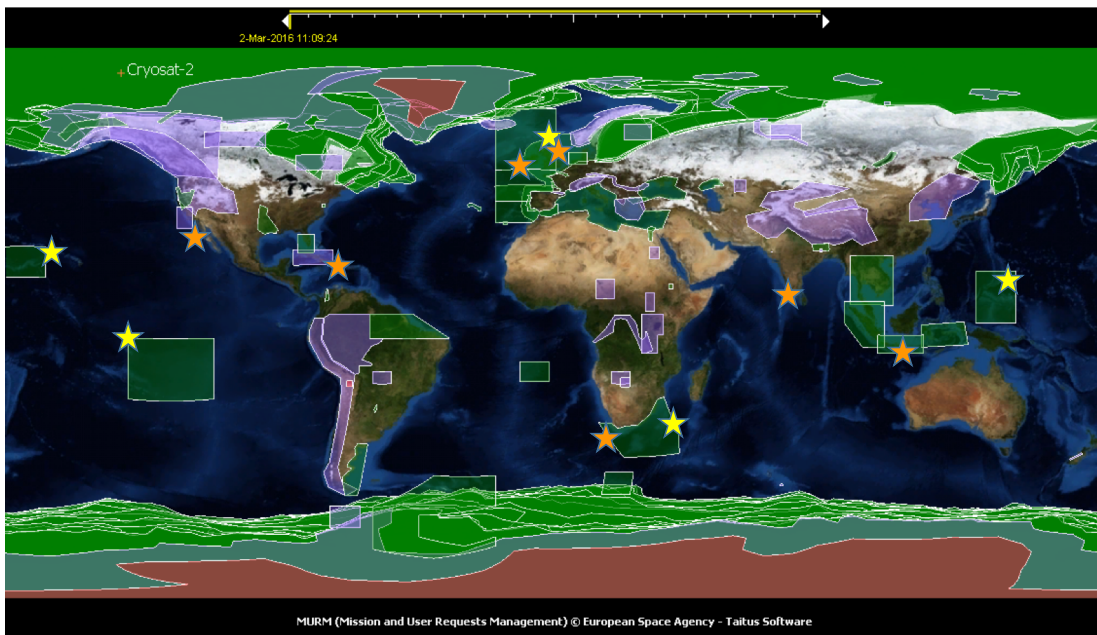 2-Mar-2016 11:09:24
Cryosat-2
MURM (Mission and User Requests Management) © European Space Agency - Taitus Software